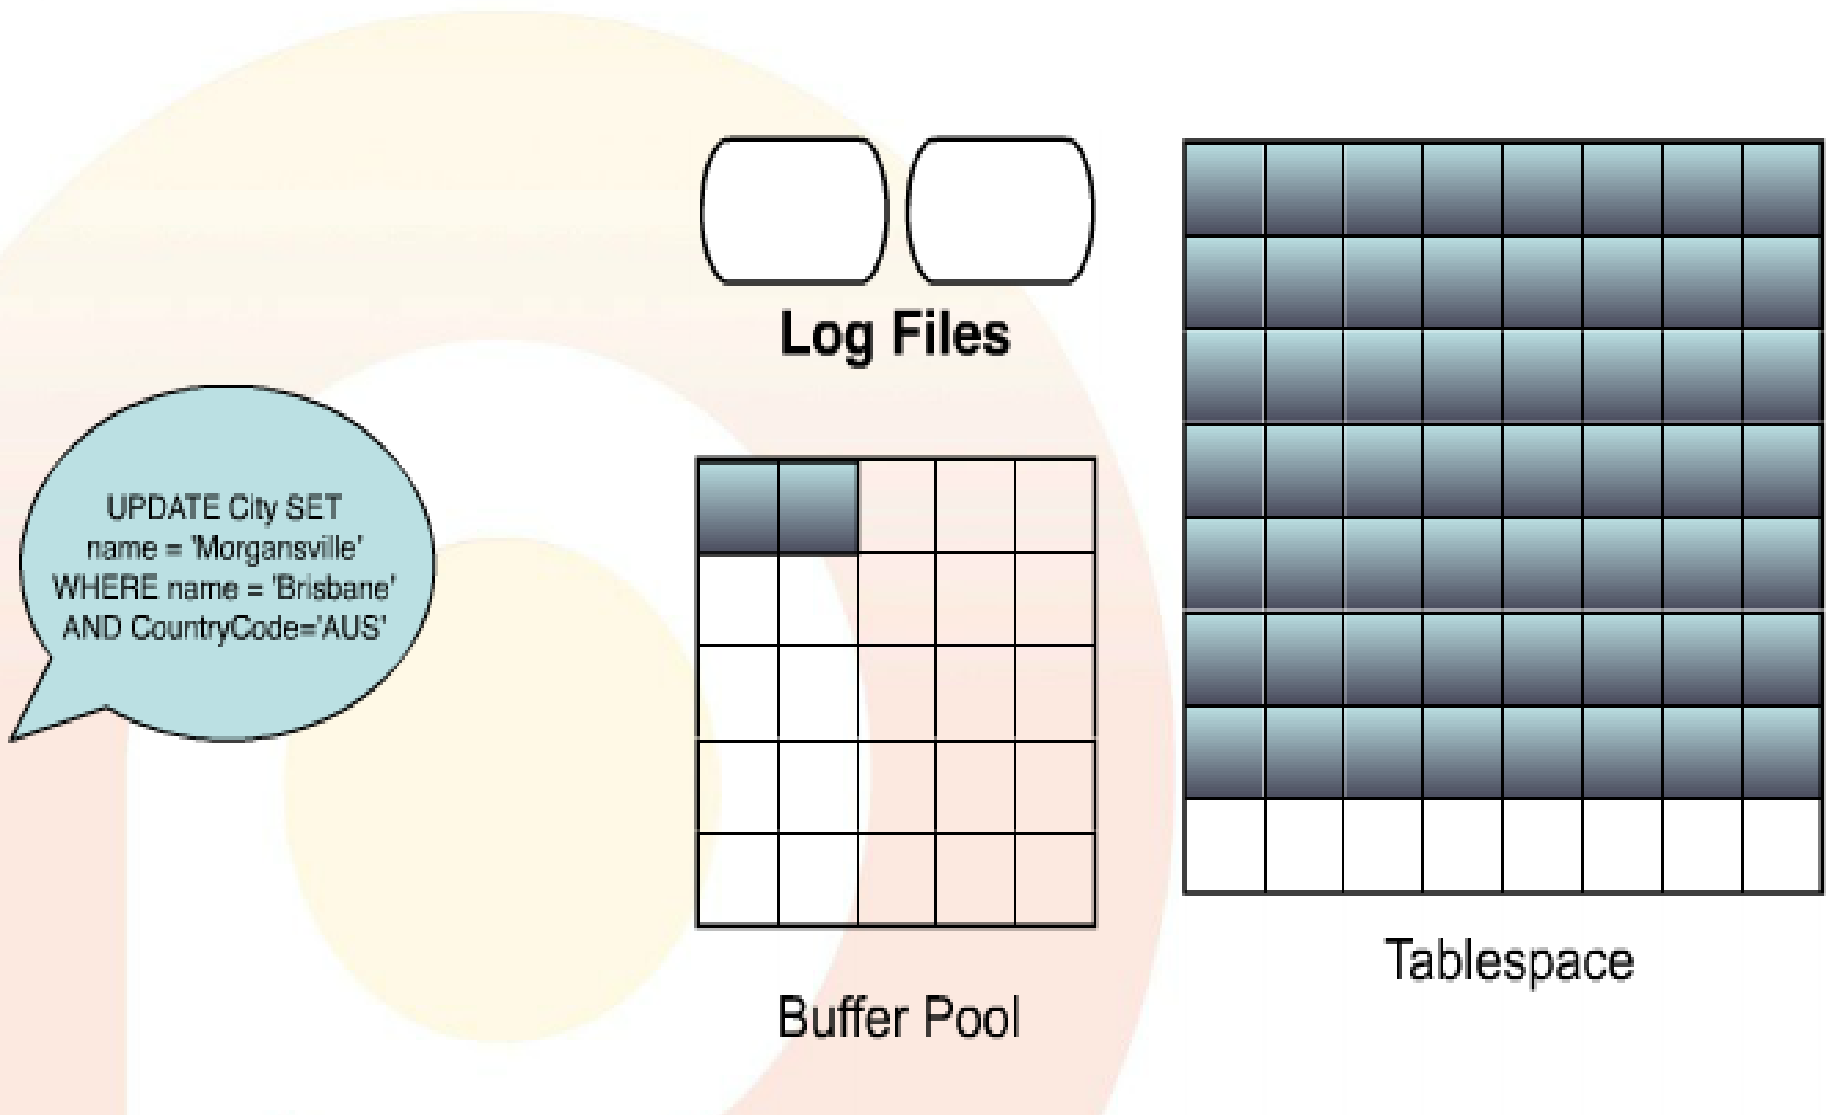 Log Files
UPDATE City SET
name = 'Morgansville'
WHERE name = 'Brisbane'
AND CountryCode='AUS'
Tablespace
Buffer Pool